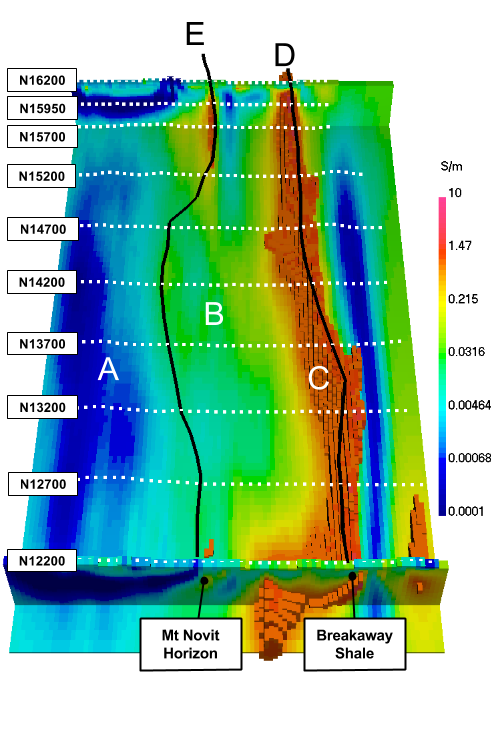 E
D
N16200
N15950
N15700
N15200
N14700
N14200
N13700
N13200
N12700
N12200
A
B
C
S/m
10
1.47
0.215
0.0316
0.00464
0.00068
0.0001
Mt Novit
Horizon
Breakaway
Shale